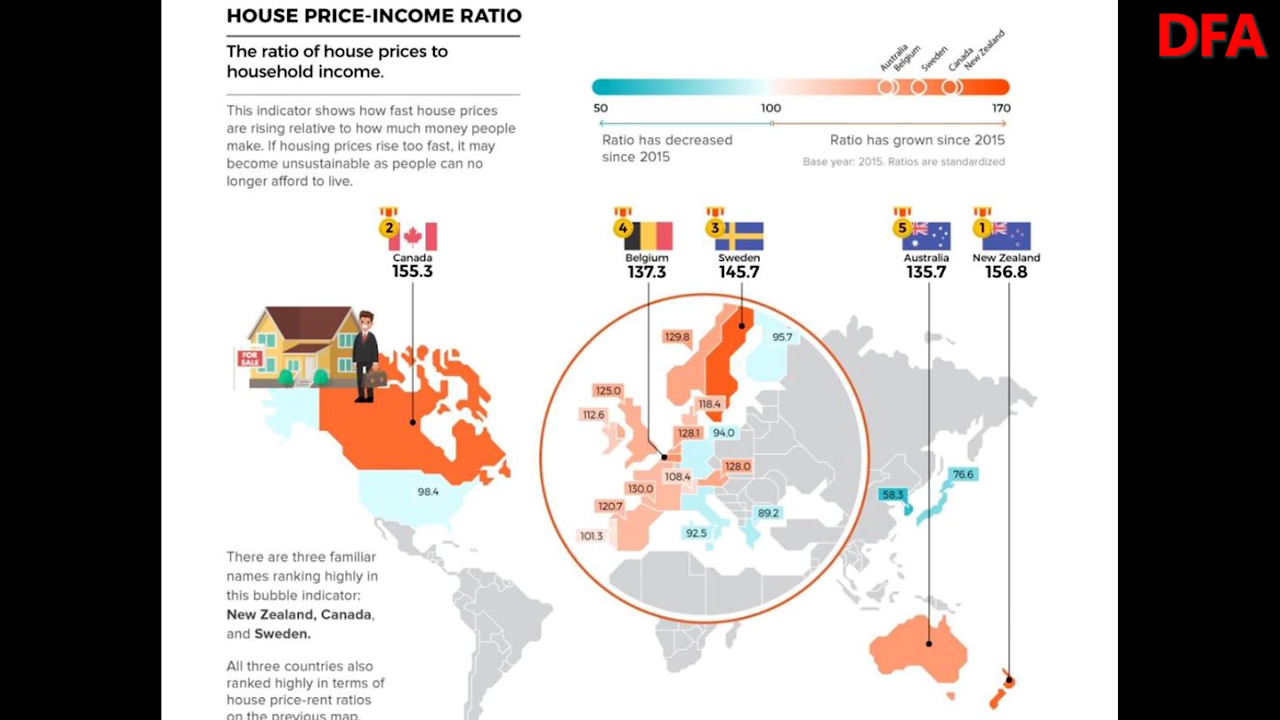 HOUSE PRICE-INCOME RATIO
DFA
The ratio of house prices to
household income.
This indicator shows how fast house prices
are rising relative to how much money people
make. If housing prices rise too fast, it may
become unsustainable as people can no
longer afford to live.
Australia
Belgium
Sweden
Canada
New Zealand
50
100
170
Ratio has decreased
since 2015
Ratio has grown since 2015
Base year: 2015. Ratios are standardized
2
Canada
155.3
4
Belgium
137.3
3
Sweden
145.7
5
Australia
135.7
1
New Zealand
156.8
FOR
SALE
129.8
95.7
125.0
118.4
112.6
128.1
94.0
128.0
108.4
130.0
120.7
89.2
101.3
92.5
98.4
76.6
58.3
There are three familiar
names ranking highly in
this bubble indicator:
New Zealand, Canada,
and Sweden.
All three countries also
ranked highly in terms of
house price-rent ratios
on the previous map.